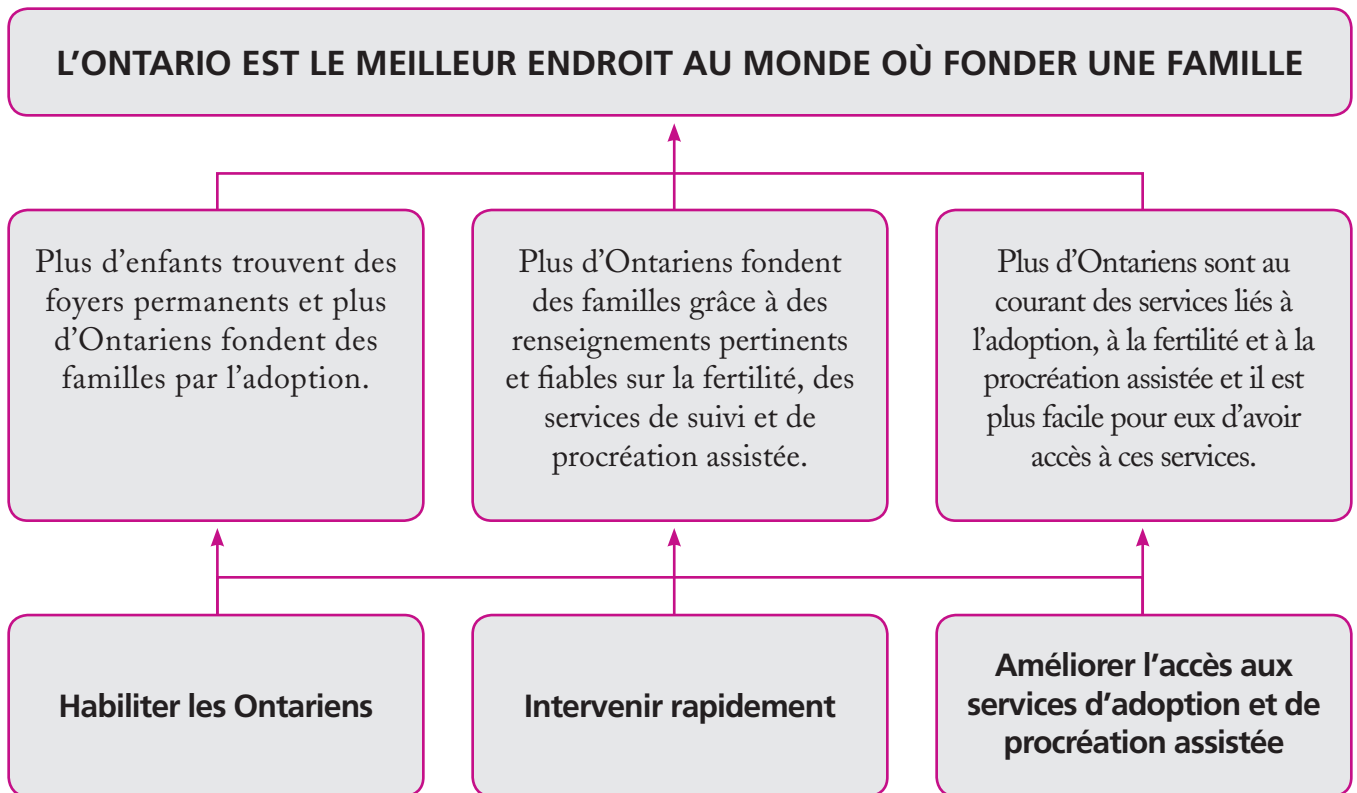 L’ONTARIO EST LE MEILLEUR ENDROIT AU MONDE OÙ FONDER UNE FAMILLE
Plus d’enfants trouvent des
foyers permanents et plus
d’Ontariens fondent des
familles par l’adoption.
Plus d’Ontariens fondent
des familles grâce à des
renseignements pertinents
et fiables sur la fertilité, des
services de suivi et de
procréation assistée.
Plus d’Ontariens sont au
courant des services liés à
l’adoption, à la fertilité et à la
procréation assistée et il est
plus facile pour eux d’avoir
accès à ces services.
Habiliter les Ontariens
Intervenir rapidement
Améliorer l’accès aux
services d’adoption et de
procréation assistée